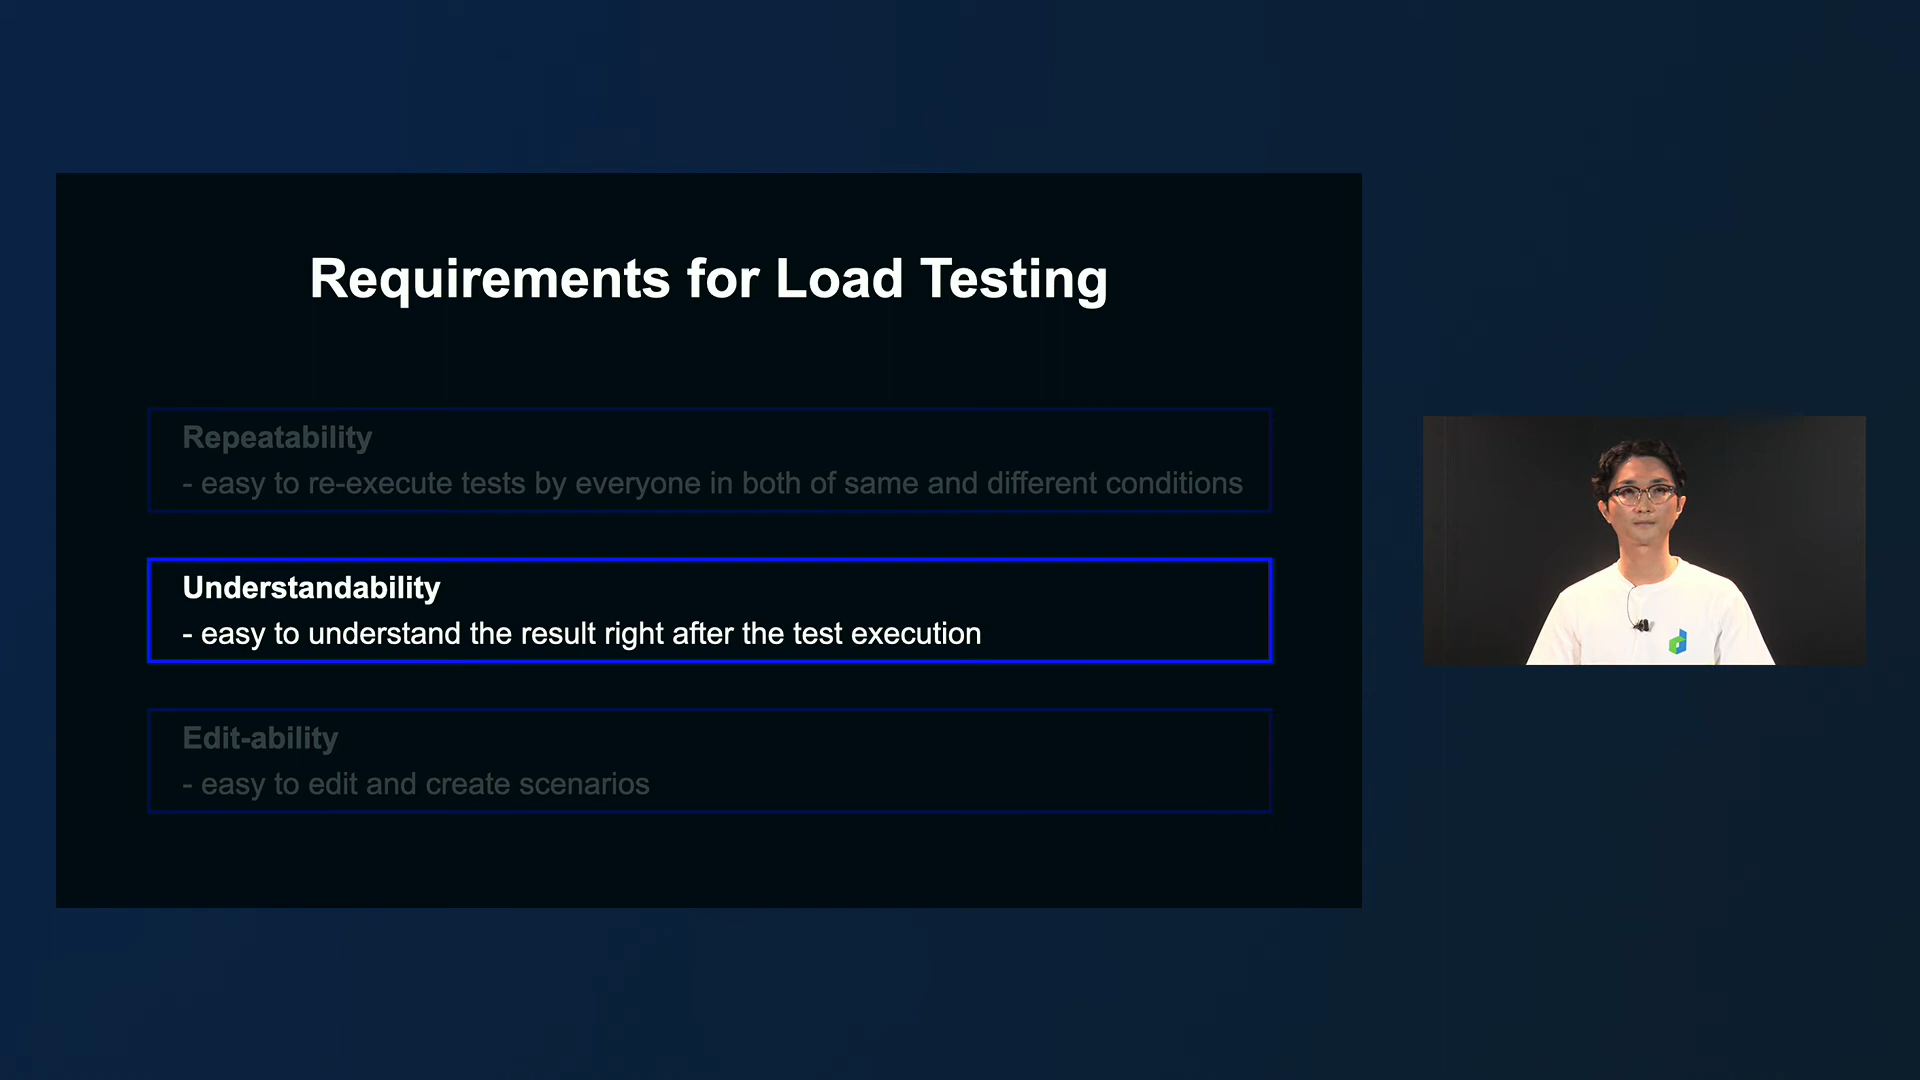 Requirements for Load Testing
Repeatability
- easy to re-execute tests by everyone in both of same and different conditions
Understandability
- easy to understand the result right after the test execution
Edit-ability
- easy to edit and create scenarios